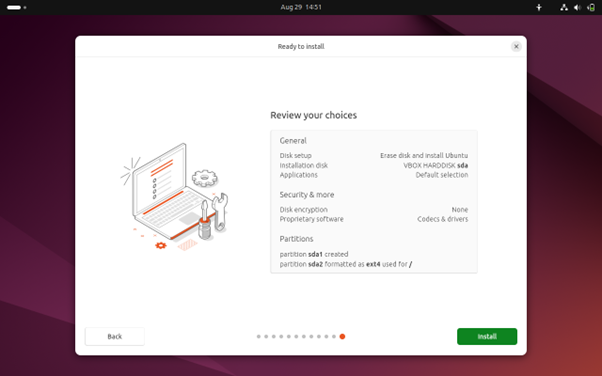 Aug 29 14:51
Ready to install
Review your choices
General
Disk setup Erase disk and install Ubuntu
Installation disk VBOX HARDDISK sda
Applications Default selection
Security & more
Disk encryption None
Proprietary software Codecs & drivers
Partitions
partition sda1 created
partition sda2 formatted as ext4 used for /
Back
Install